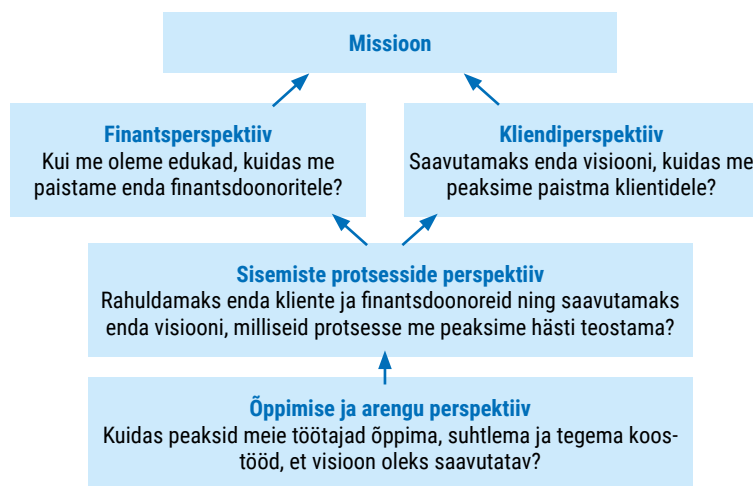 Missioon
Finantsperspektiiv
Kui me oleme edukad, kuidas me
paistame enda finantsdoonoritele?
Kliendiperspektiiv
Saavutamaks enda visiooni, kuidas me
peaksime paistma klientidele?
Sisemiste protsesside perspektiiv
Rahuldamaks enda kliente ja finantsdoonoreid ning saavutamaks
enda visiooni, milliseid protsesse me peaksime hästi teostama?
Õppimise ja arengu perspektiiv
Kuidas peaksid meie töötajad õppima, suhtlema ja tegema koos-
tööd, et visioon oleks saavutatav?